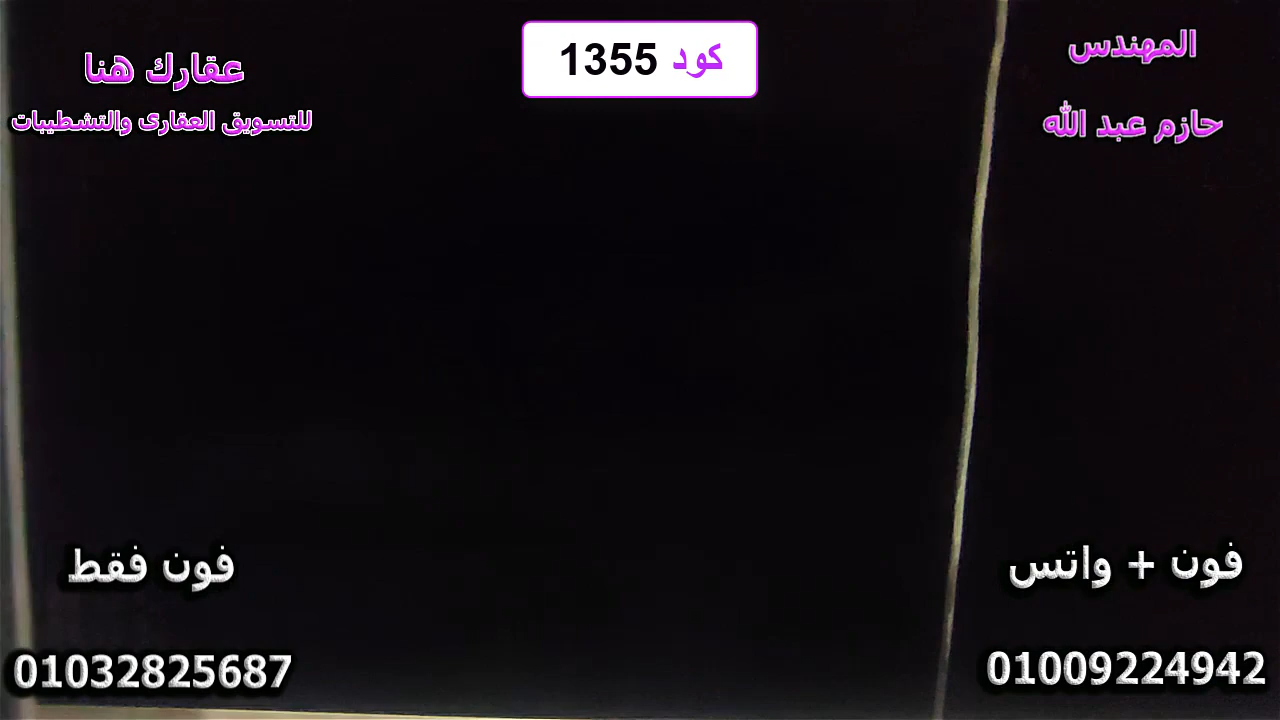 كود 1355
المهندس
حازم عبد الله
عقارك هنا
للتسويق العقارى والتشطيبات
فون + واتس
01009224942
فون فقط
01032825687